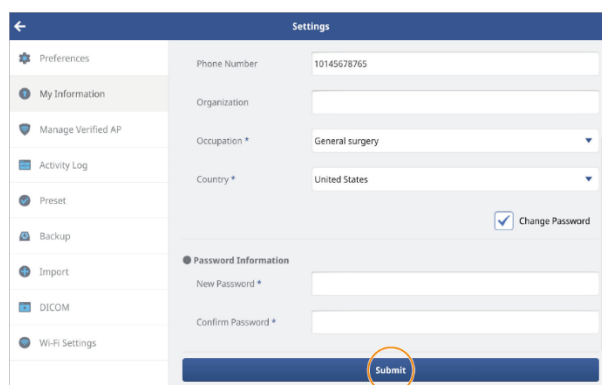 Settings
Preferences
My Information
Manage Verified AP
Activity Log
Preset
Backup
Import
DICOM
Wi-Fi Settings
Phone Number 10145678765
Organization
Occupation * General surgery
Country * United States
Change Password
Password Information
New Password *
Confirm Password *
Submit